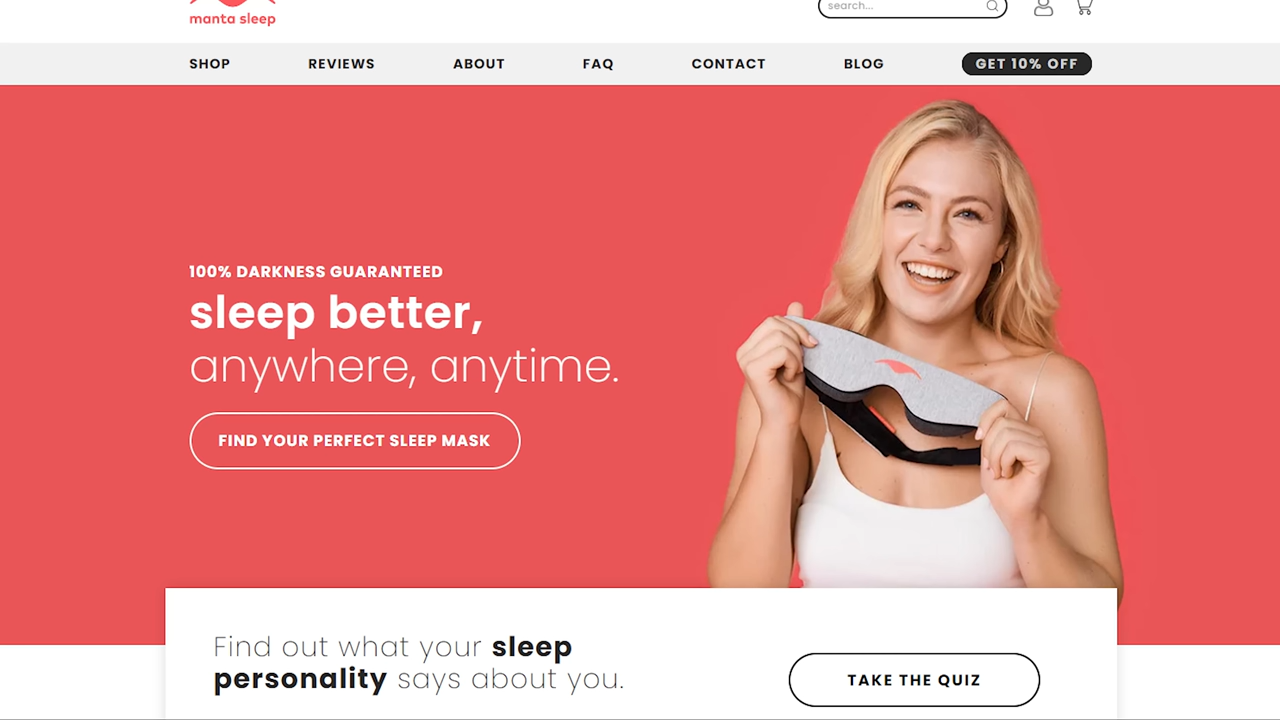 manta sleep
search...
SHOP REVIEWS ABOUT FAQ CONTACT BLOG GET 10% OFF
100% DARKNESS GUARANTEED
sleep better,
anywhere, anytime.
FIND YOUR PERFECT SLEEP MASK
Find out what your sleep
personality says about you.
TAKE THE QUIZ